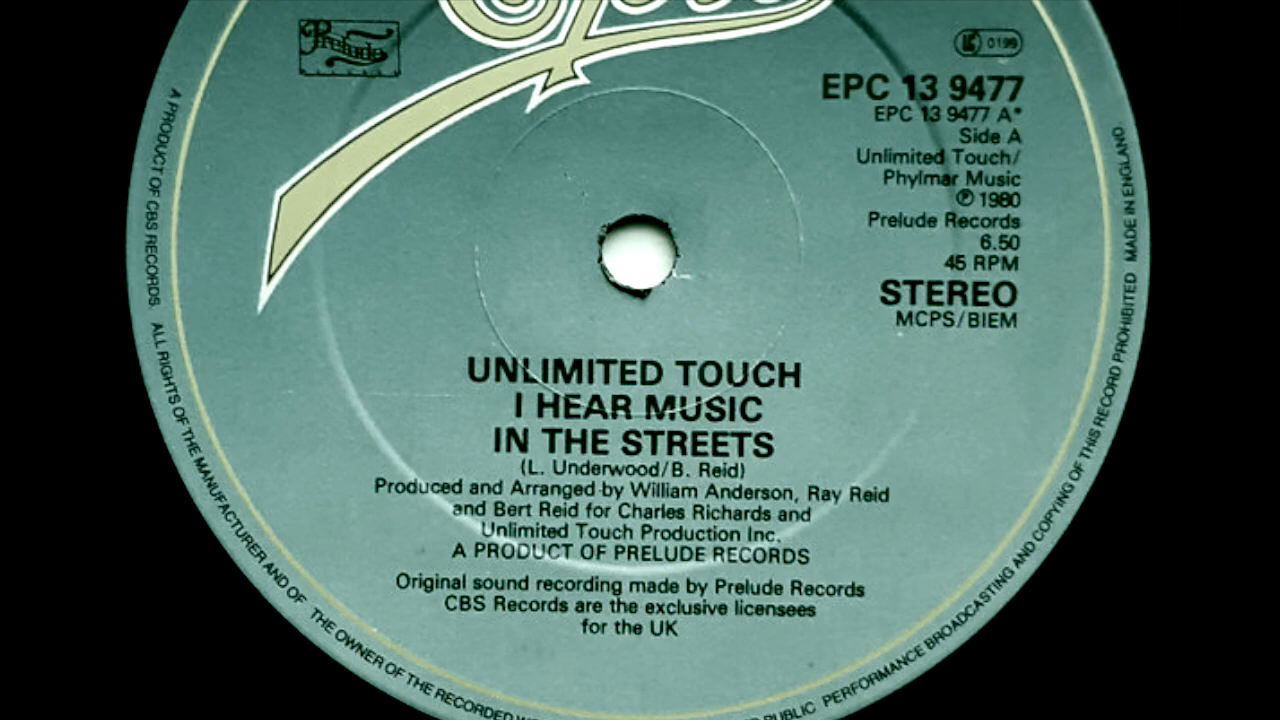 Prelude
LC 0199
EPC 13 9477
EPC 13 9477 A*
Side A
Unlimited Touch/
Phylmar Music
℗ 1980
Prelude Records
6.50
45 RPM
STEREO
MCPS/BIEM
UNLIMITED TOUCH
I HEAR MUSIC
IN THE STREETS
(L. Underwood/B. Reid)
Produced and Arranged by William Anderson, Ray Reid
and Bert Reid for Charles Richards and
Unlimited Touch Production Inc.
A PRODUCT OF PRELUDE RECORDS
Original sound recording made by Prelude Records
CBS Records are the exclusive licensees
for the UK
A PRODUCT OF CBS RECORDS. ALL RIGHTS OF THE MANUFACTURER AND OF THE OWNER OF THE RECORDED
PUBLIC PERFORMANCE BROADCASTING AND COPYING OF THIS RECORD PROHIBITED MADE IN ENGLAND.